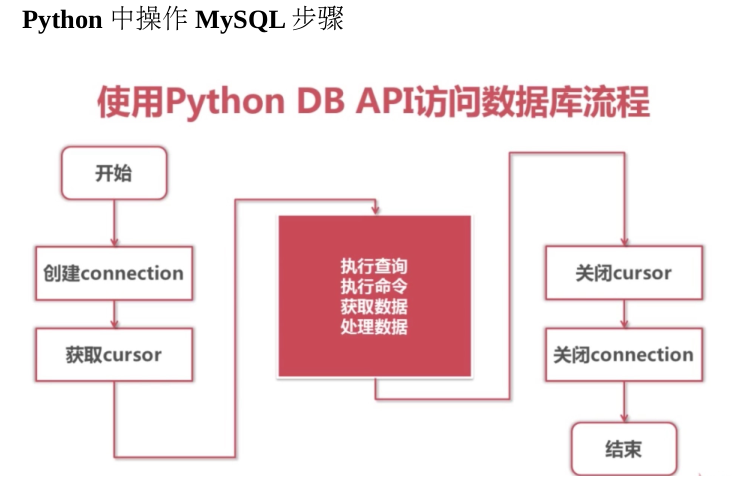 Python 中操作 MySQL 步骤
使用Python DB API访问数据库流程
开始
创建connection
获取cursor
执行查询
执行命令
获取数据
处理数据
关闭cursor
关闭connection
结束